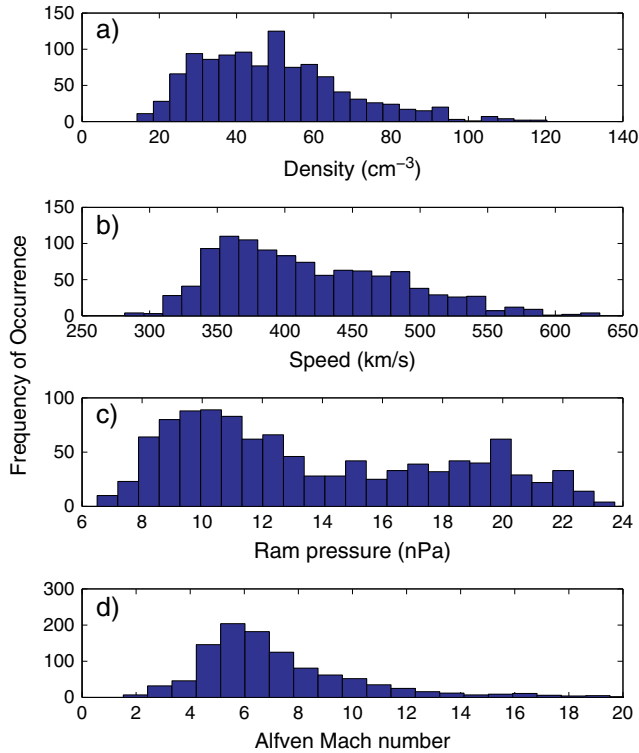 a)
150
100
50
0
0 20 40 60 80 100 120 140
Density (cm⁻³)
b)
150
100
50
0
250 300 350 400 450 500 550 600 650
Speed (km/s)
Frequency of Occurrence
c)
100
50
0
6 8 10 12 14 16 18 20 22 24
Ram pressure (nPa)
d)
300
200
100
0
0 2 4 6 8 10 12 14 16 18 20
Alfven Mach number